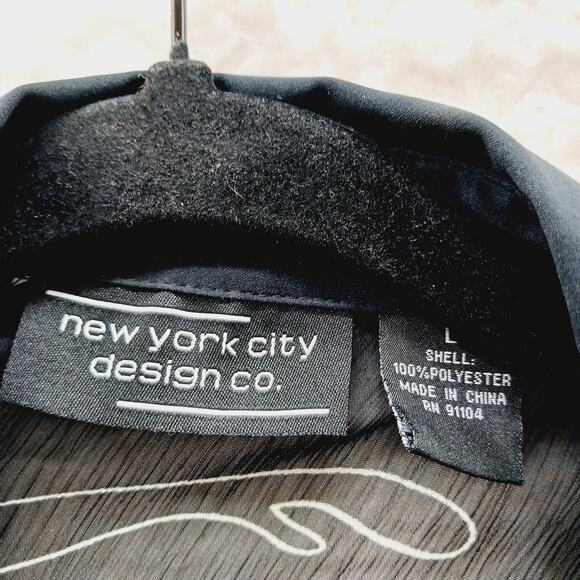 new york city
design co.
L
SHELL:
100%POLYESTER
MADE IN CHINA
RN 91104